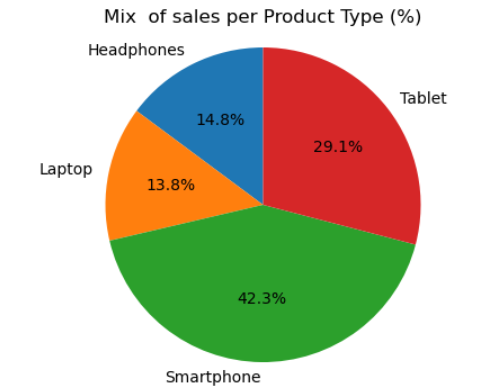 Mix  of sales per Product Type (%)
Headphones
Tablet
14.8%
29.1%
Laptop
13.8%
42.3%
Smartphone